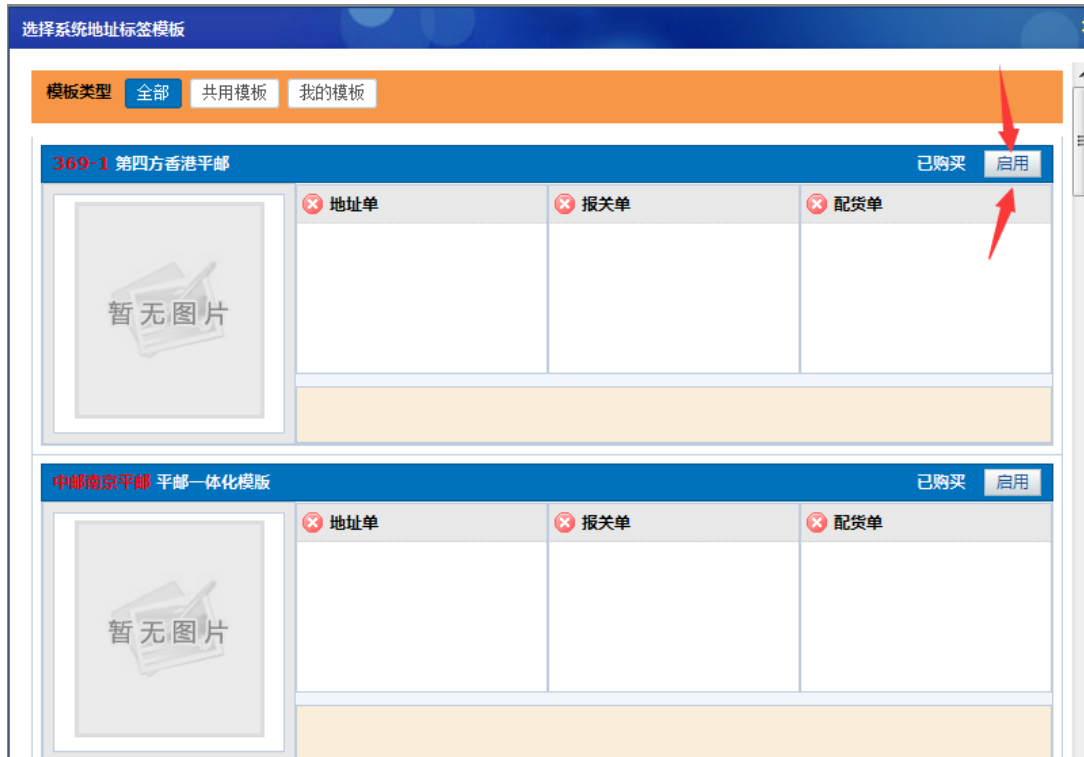 选择系统地址标签模板
模板类型 全部 共用模板 我的模板
369-1 第四方香港平邮 已购买 启用
地址单 报关单 配货单
暂无图片
中邮南京平邮 平邮一体化模版 已购买 启用
地址单 报关单 配货单
暂无图片